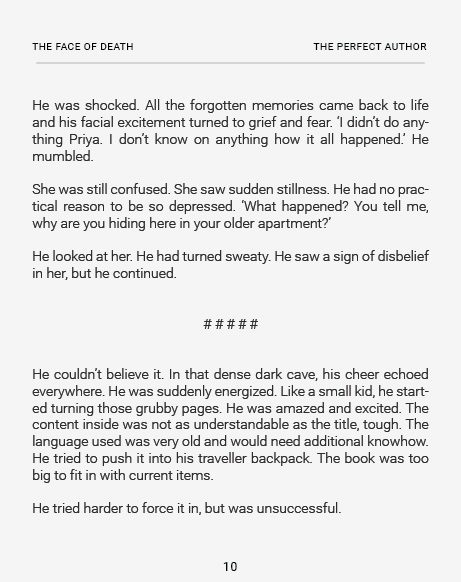 THE FACE OF DEATH THE PERFECT AUTHOR
He was shocked. All the forgotten memories came back to life
and his facial excitement turned to grief and fear. ‘I didn’t do any-
thing Priya. I don’t know on anything how it all happened.’ He
mumbled.
She was still confused. She saw sudden stillness. He had no prac-
tical reason to be so depressed. ‘What happened? You tell me,
why are you hiding here in your older apartment?’
He looked at her. He had turned sweaty. He saw a sign of disbelief
in her, but he continued.
# # # # #
He couldn’t believe it. In that dense dark cave, his cheer echoed
everywhere. He was suddenly energized. Like a small kid, he start-
ed turning those grubby pages. He was amazed and excited. The
content inside was not as understandable as the title, tough. The
language used was very old and would need additional knowhow.
He tried to push it into his traveller backpack. The book was too
big to fit in with current items.
He tried harder to force it in, but was unsuccessful.
10